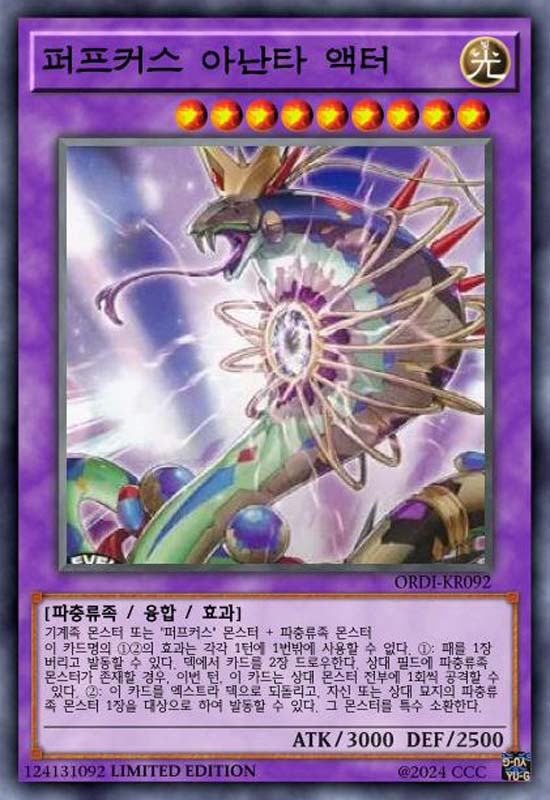 퍼프커스 아난타 액터
빛
光
EVE
ORDI-KR092
[파충류족 / 융합 / 효과]
기계족 몬스터 또는 "퍼프커스" 몬스터 + 파충류족 몬스터
이 카드명의 ①②의 효과는 각각 1턴에 1번밖에 사용할 수 없다. ①: 패를 1장
버리고 발동할 수 있다. 덱에서 카드를 2장 드로우한다. 상대 필드에 파충류족
몬스터가 존재할 경우, 이번 턴, 이 카드는 상대 몬스터 전부에 1회씩 공격할 수
있다. ②: 이 카드를 엑스트라 덱으로 되돌리고, 자신 또는 상대 묘지의 파충류
족 몬스터 1장을 대상으로 하여 발동할 수 있다. 그 몬스터를 특수 소환한다.
ATK/3000 DEF/2500
124131092 LIMITED EDITION
@2024 CCC
YU-G